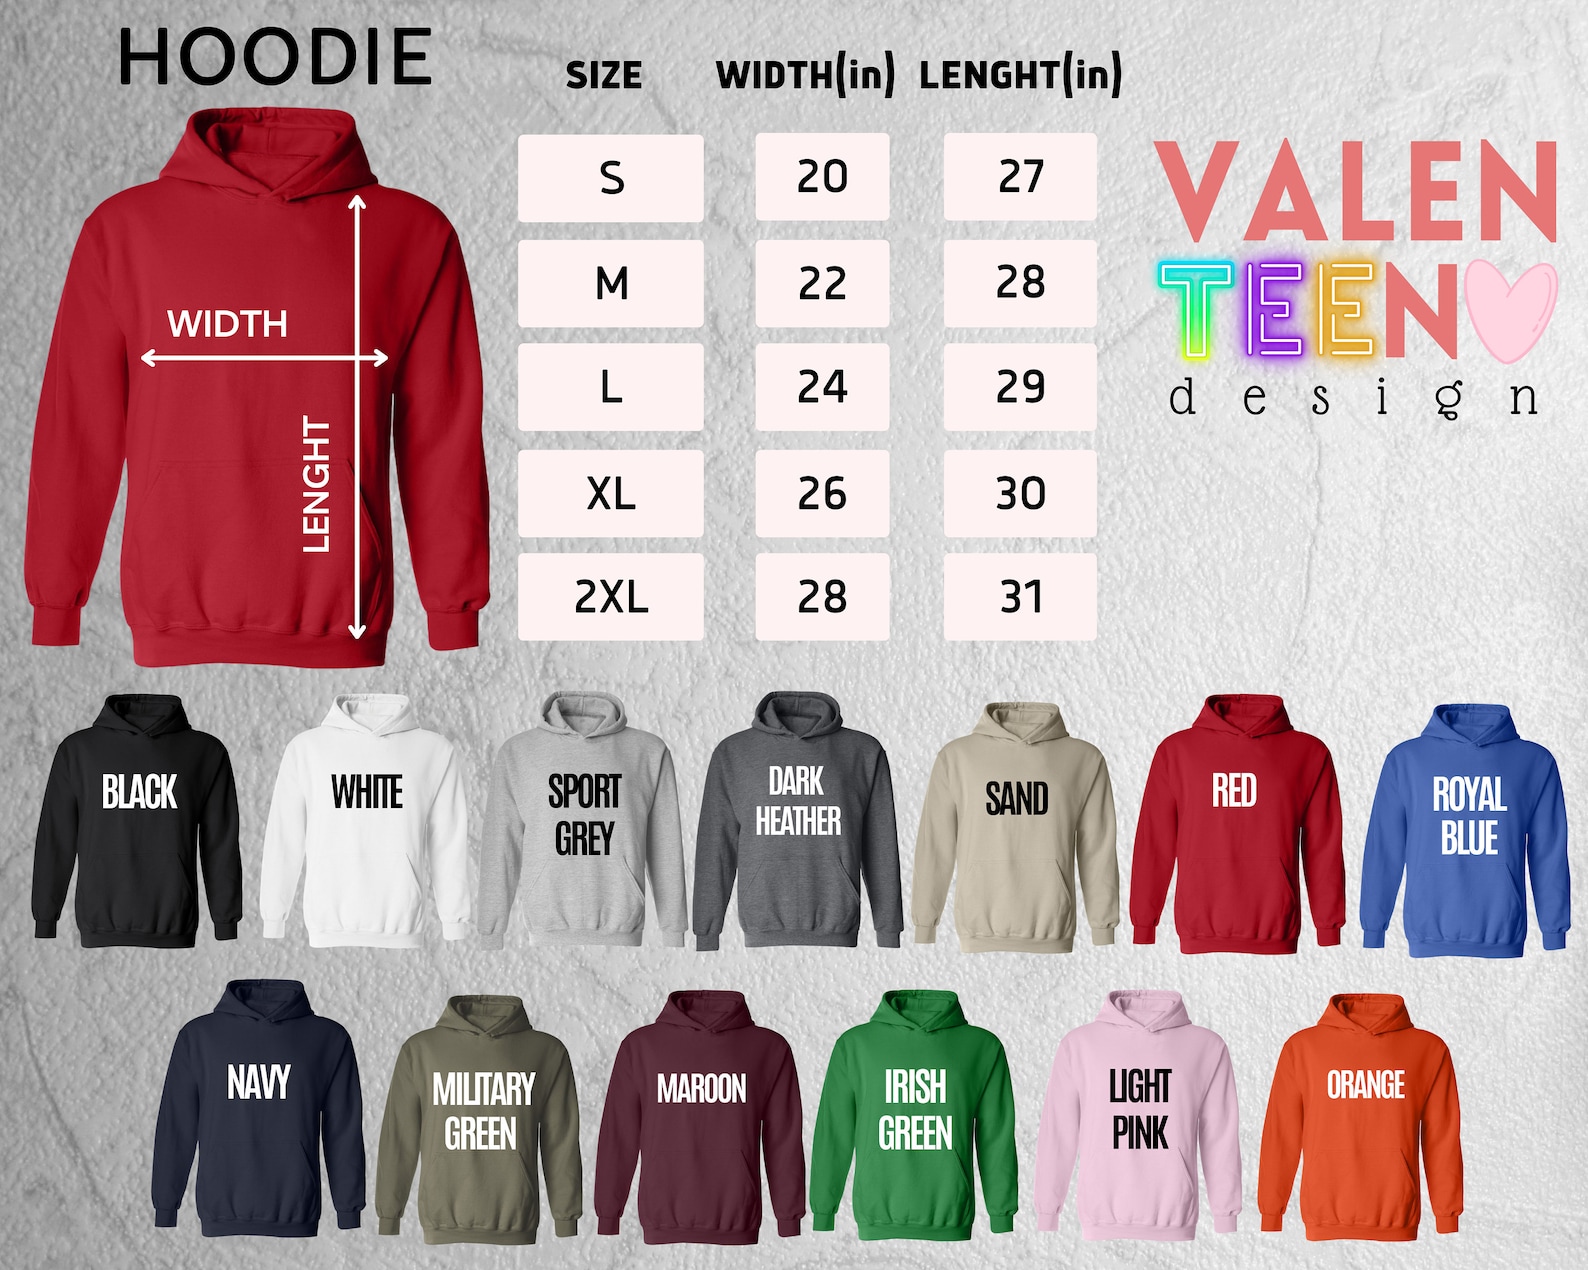 HOODIE
SIZE WIDTH(in) LENGHT(in)
S 20 27
M 22 28
L 24 29
XL 26 30
2XL 28 31
WIDTH
LENGHT
VALEN
TEEN
design
BLACK
WHITE
SPORT
GREY
DARK
HEATHER
SAND
RED
ROYAL
BLUE
NAVY
MILITARY
GREEN
MAROON
IRISH
GREEN
LIGHT
PINK
ORANGE